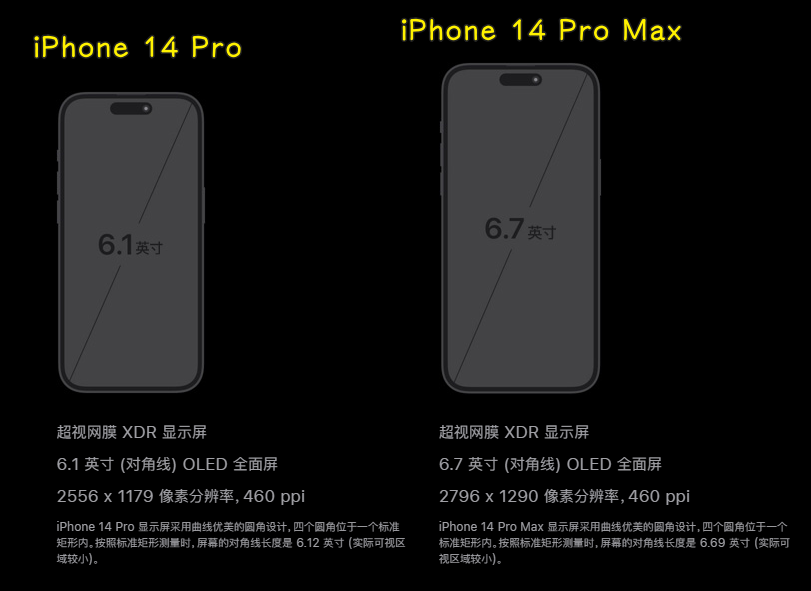 iPhone 14 Pro
6.1英寸
超视网膜 XDR 显示屏
6.1 英寸 (对角线) OLED 全面屏
2556 x 1179 像素分辨率, 460 ppi
iPhone 14 Pro 显示屏采用曲线优美的圆角设计, 四个圆角位于一个标准
矩形内。按照标准矩形测量时, 屏幕的对角线长度是 6.12 英寸 (实际可视区
域较小)。
iPhone 14 Pro Max
6.7 英寸
超视网膜 XDR 显示屏
6.7 英寸 (对角线) OLED 全面屏
2796 x 1290 像素分辨率, 460 ppi
iPhone 14 Pro Max 显示屏采用曲线优美的圆角设计, 四个圆角位于一个
标准矩形内。按照标准矩形测量时, 屏幕的对角线长度是 6.69 英寸 (实际可
视区域较小)。